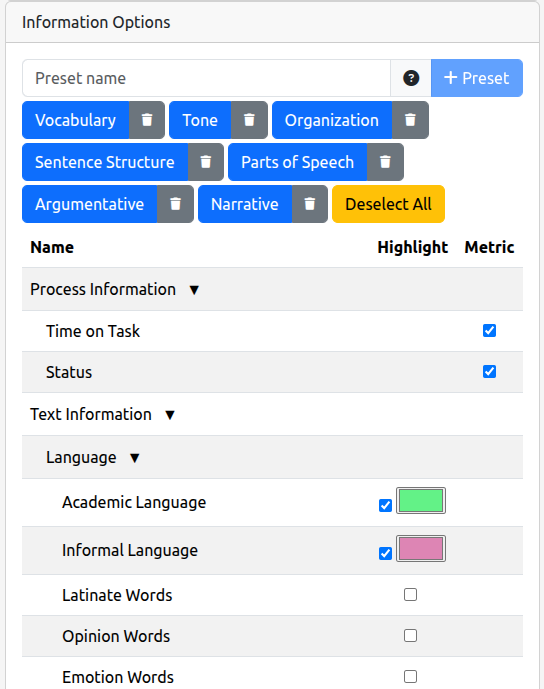 Information Options
Preset name ? + Preset
Vocabulary Tone Organization
Sentence Structure Parts of Speech
Argumentative Narrative Deselect All
Name Highlight Metric
Process Information ▼
Time on Task
Status
Text Information ▼
Language ▼
Academic Language
Informal Language
Latinate Words
Opinion Words
Emotion Words